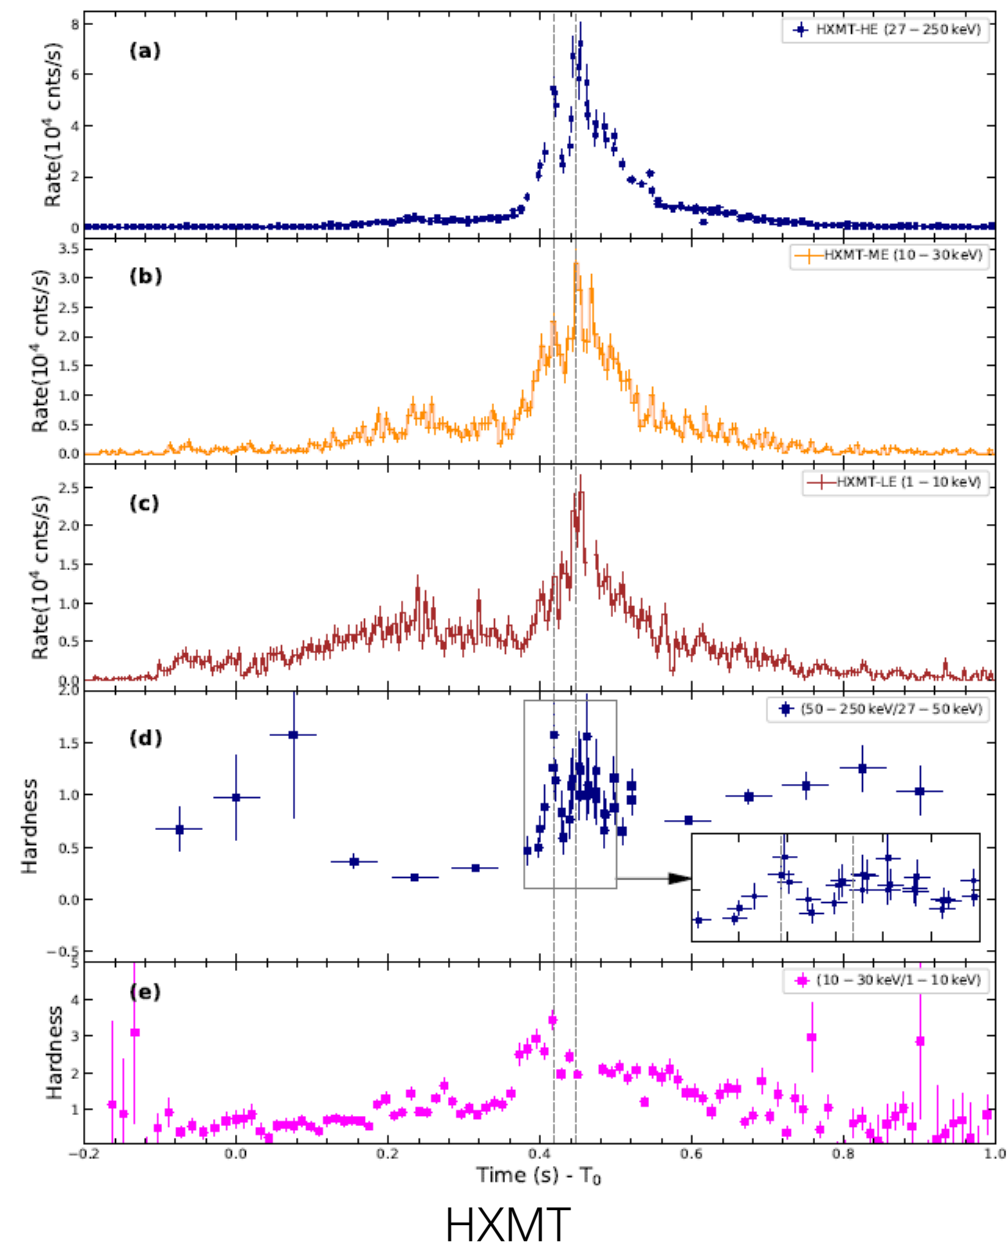 (a)
HXMT-HE (27 − 250 keV)
Rate(10⁴ cnts/s)
8
6
4
2
0
(b)
HXMT-ME (10 − 30 keV)
Rate(10⁴ cnts/s)
3.5
3.0
2.5
2.0
1.5
1.0
0.5
0.0
(c)
HXMT-LE (1 − 10 keV)
Rate(10⁴ cnts/s)
2.5
2.0
1.5
1.0
0.5
0.0
(d)
(50 − 250 keV/27 − 50 keV)
Hardness
2.0
1.5
1.0
0.5
0.0
−0.5
(e)
(10 − 30 keV/1 − 10 keV)
Hardness
5
4
3
2
1
−0.2 0.0 0.2 0.4 0.6 0.8 1.0
Time (s) - T₀
HXMT